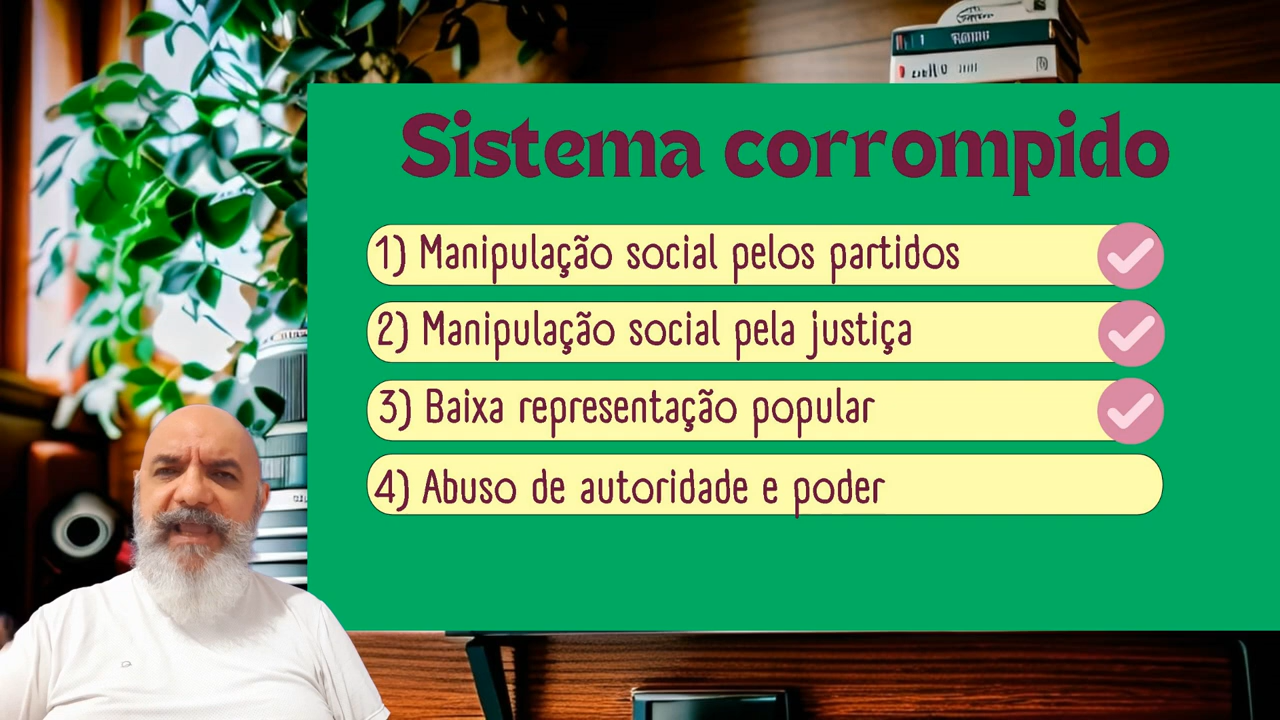 Sistema corrompido
1) Manipulação social pelos partidos
2) Manipulação social pela justiça
3) Baixa representação popular
4) Abuso de autoridade e poder